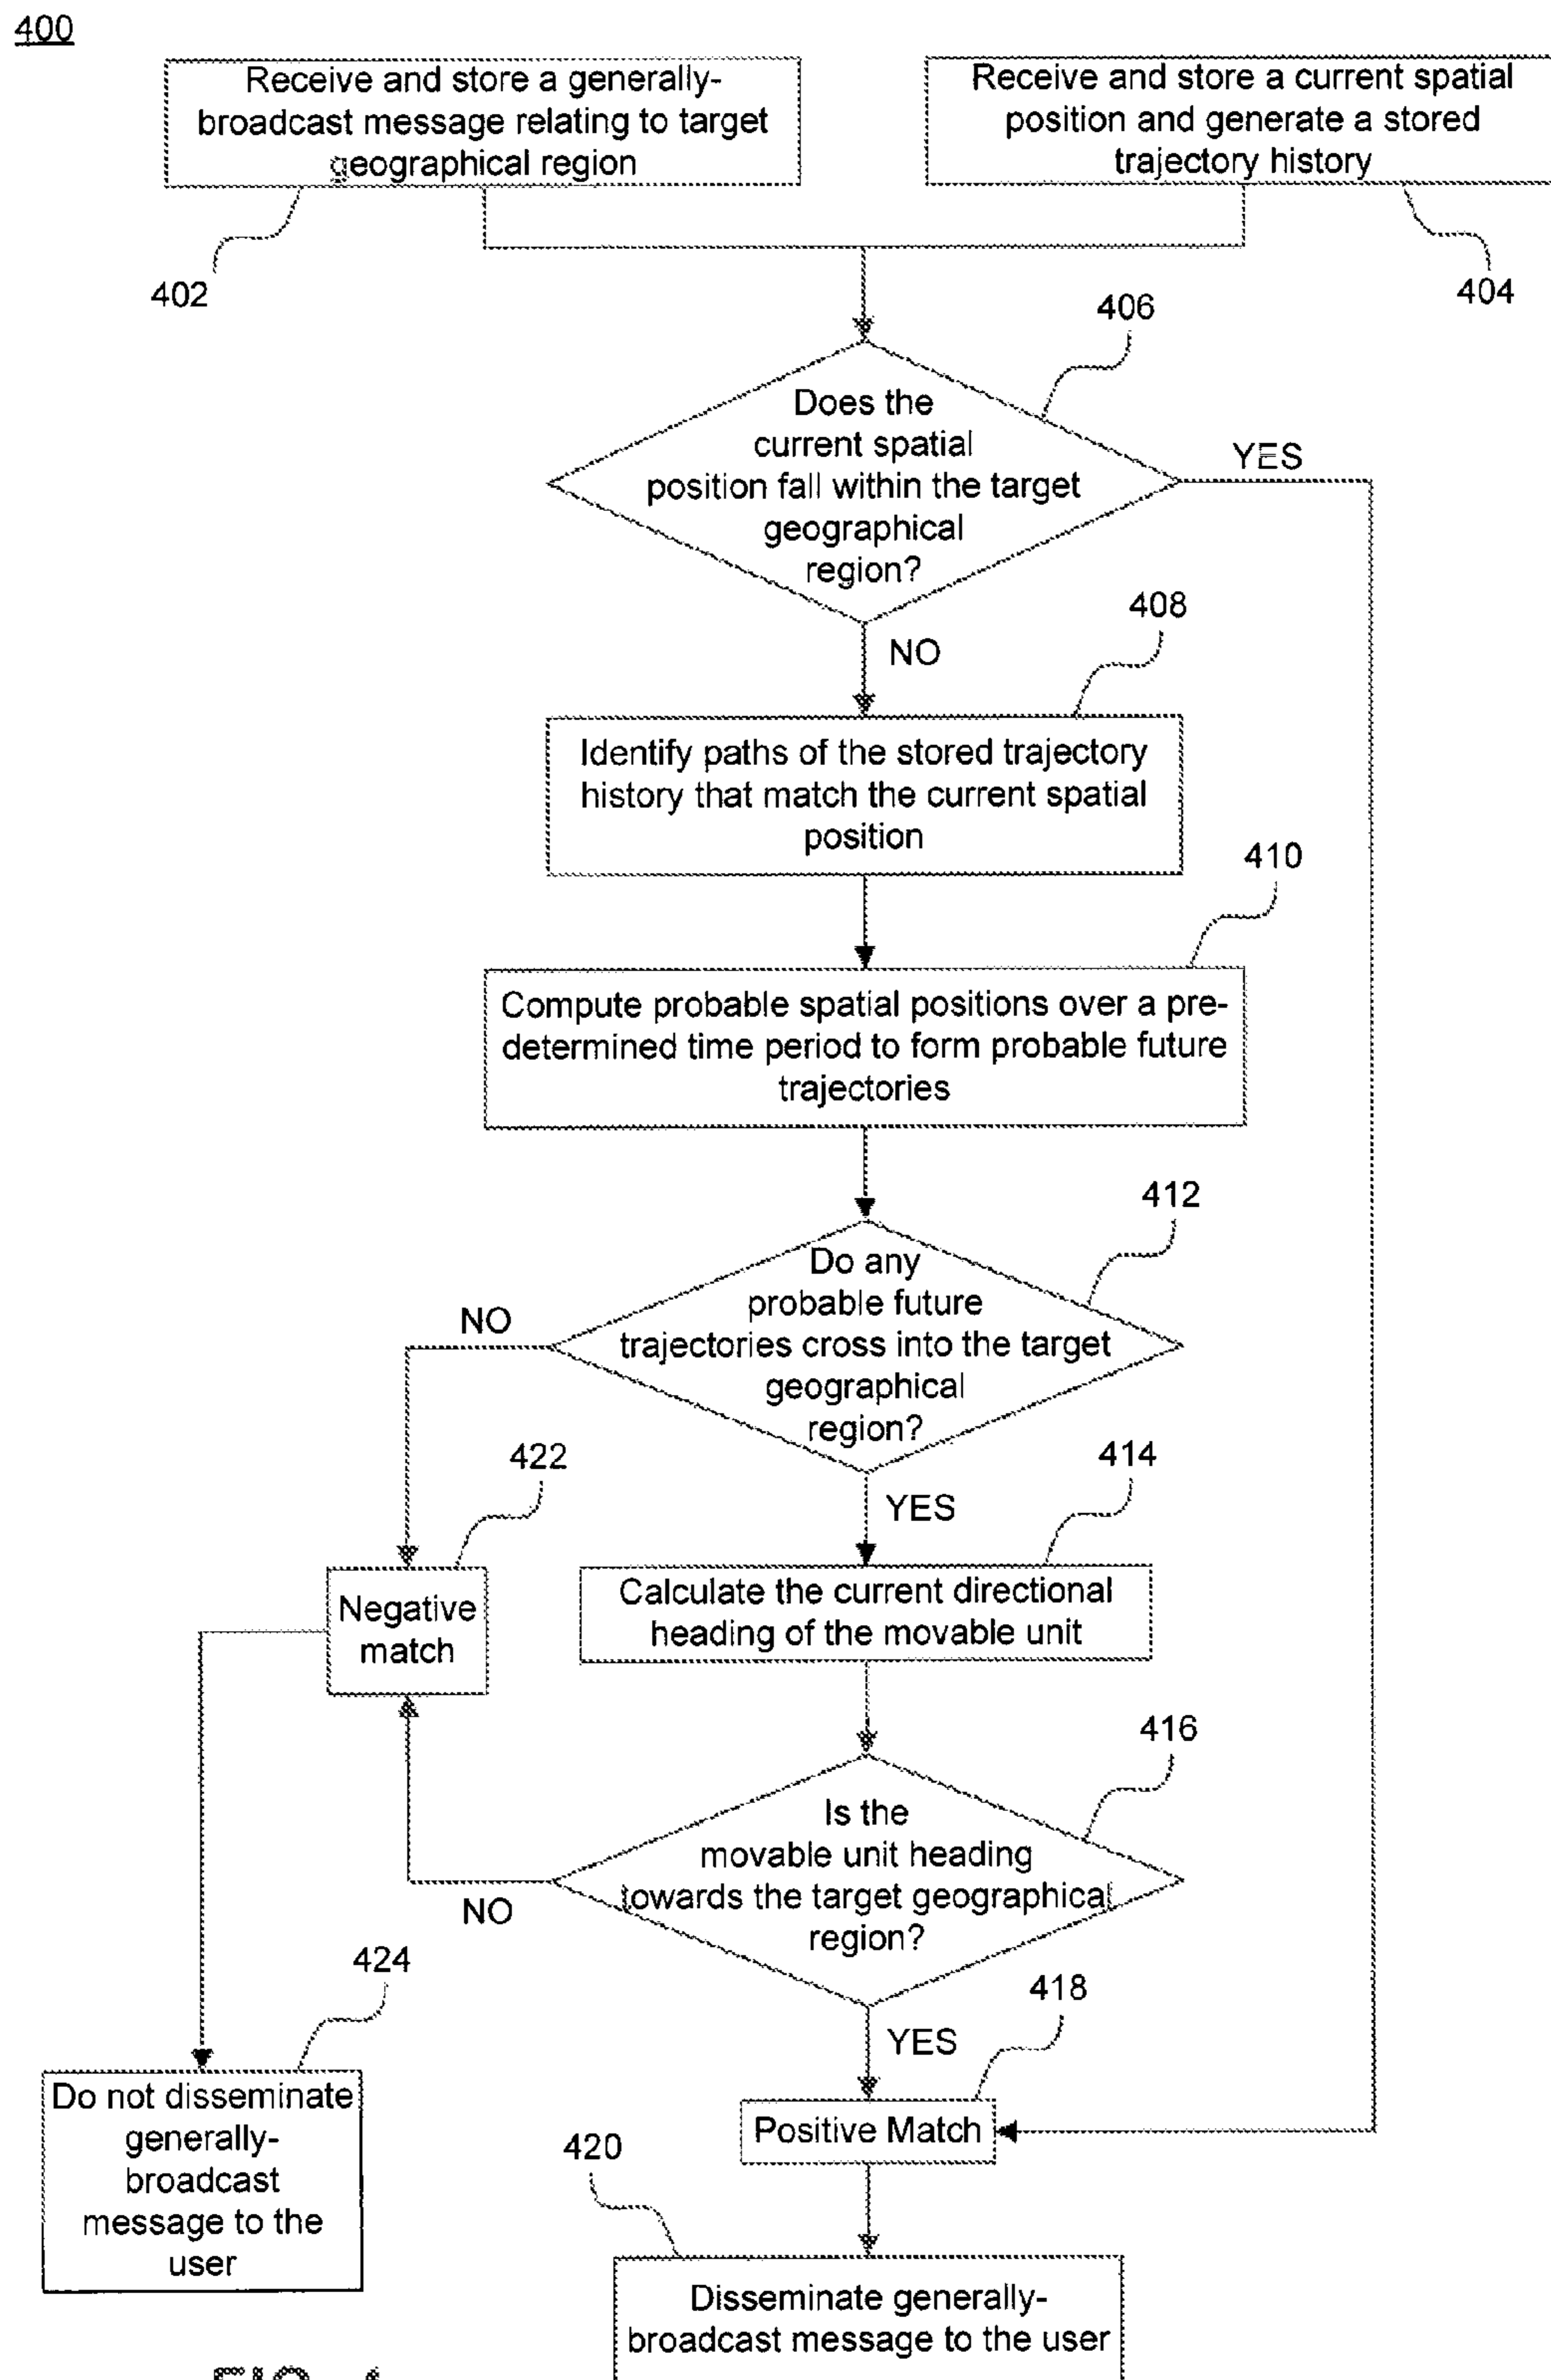 400
Receive and store a generally-
broadcast message relating to target
geographical region
Receive and store a current spatial
position and generate a stored
trajectory history
402
404
406
Does the
current spatial
position fall within the target
geographical
region?
YES
NO
408
Identify paths of the stored trajectory
history that match the current spatial
position
410
Compute probable spatial positions over a pre-
determined time period to form probable future
trajectories
412
Do any
probable future
trajectories cross into the target
geographical
region?
NO
YES
422
414
Negative
match
Calculate the current directional
heading of the movable unit
416
Is the
movable unit heading
towards the target geographical
region?
NO
YES
424
418
Do not disseminate
generally-
broadcast
message to the
user
Positive Match
420
Disseminate generally-
broadcast message to the user